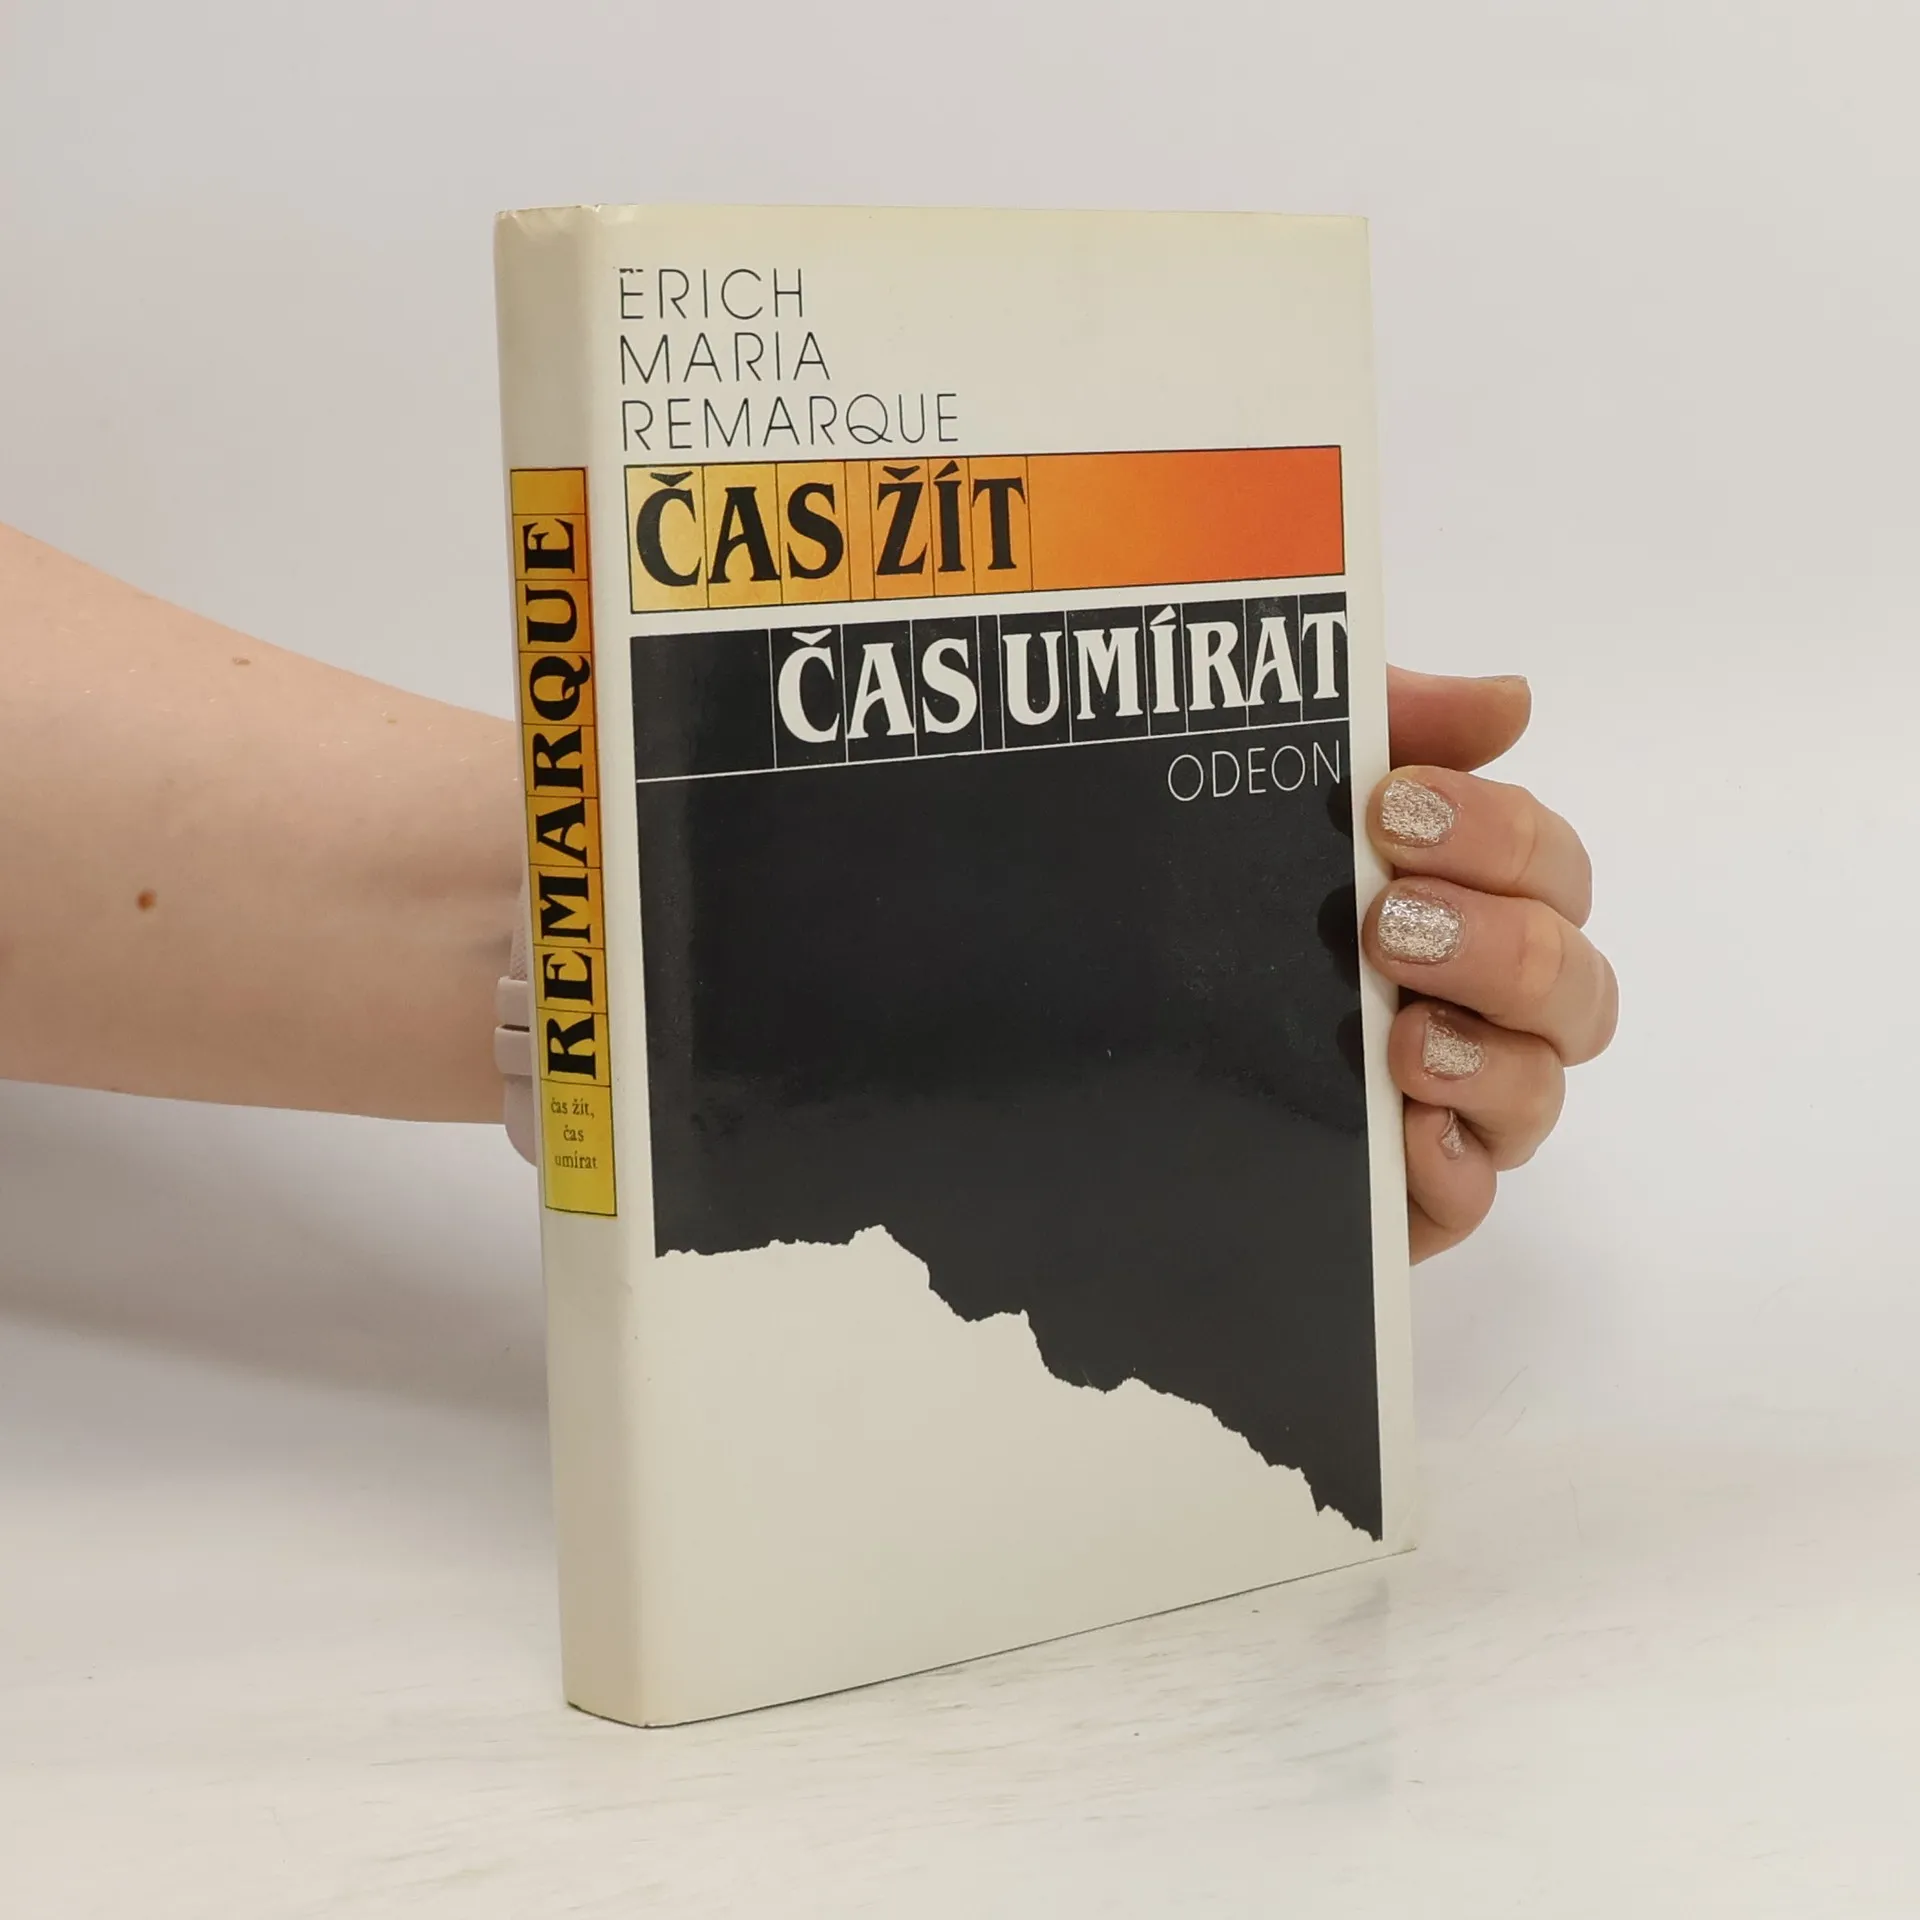 ERICH
MARIA
REMARQUE
ČAS ŽÍT
ČAS UMÍRAT
ODEON
REMARQUE
čas žít,
čas
umírat